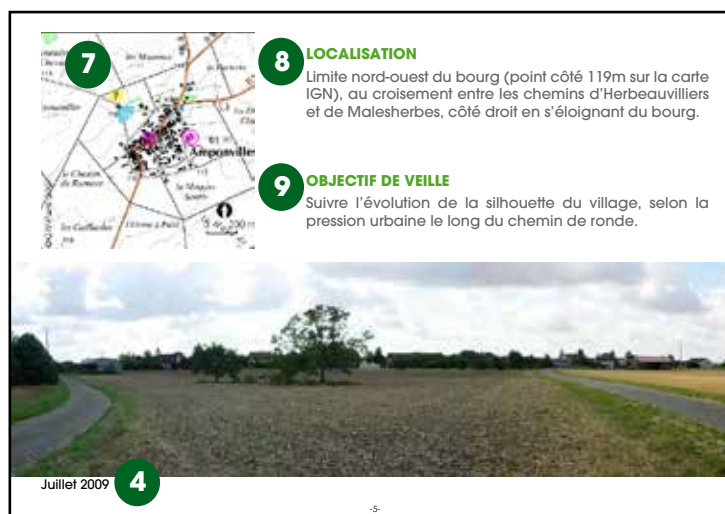 7
8 LOCALISATION
Limite nord-ouest du bourg (point côté 119m sur la carte
IGN), au croisement entre les chemins d’Herbeauvilliers
et de Malesherbes, côté droit en s’éloignant du bourg.
9 OBJECTIF DE VEILLE
Suivre l’évolution de la silhouette du village, selon la
pression urbaine le long du chemin de ronde.
Amponville
Juillet 2009 4
-5-